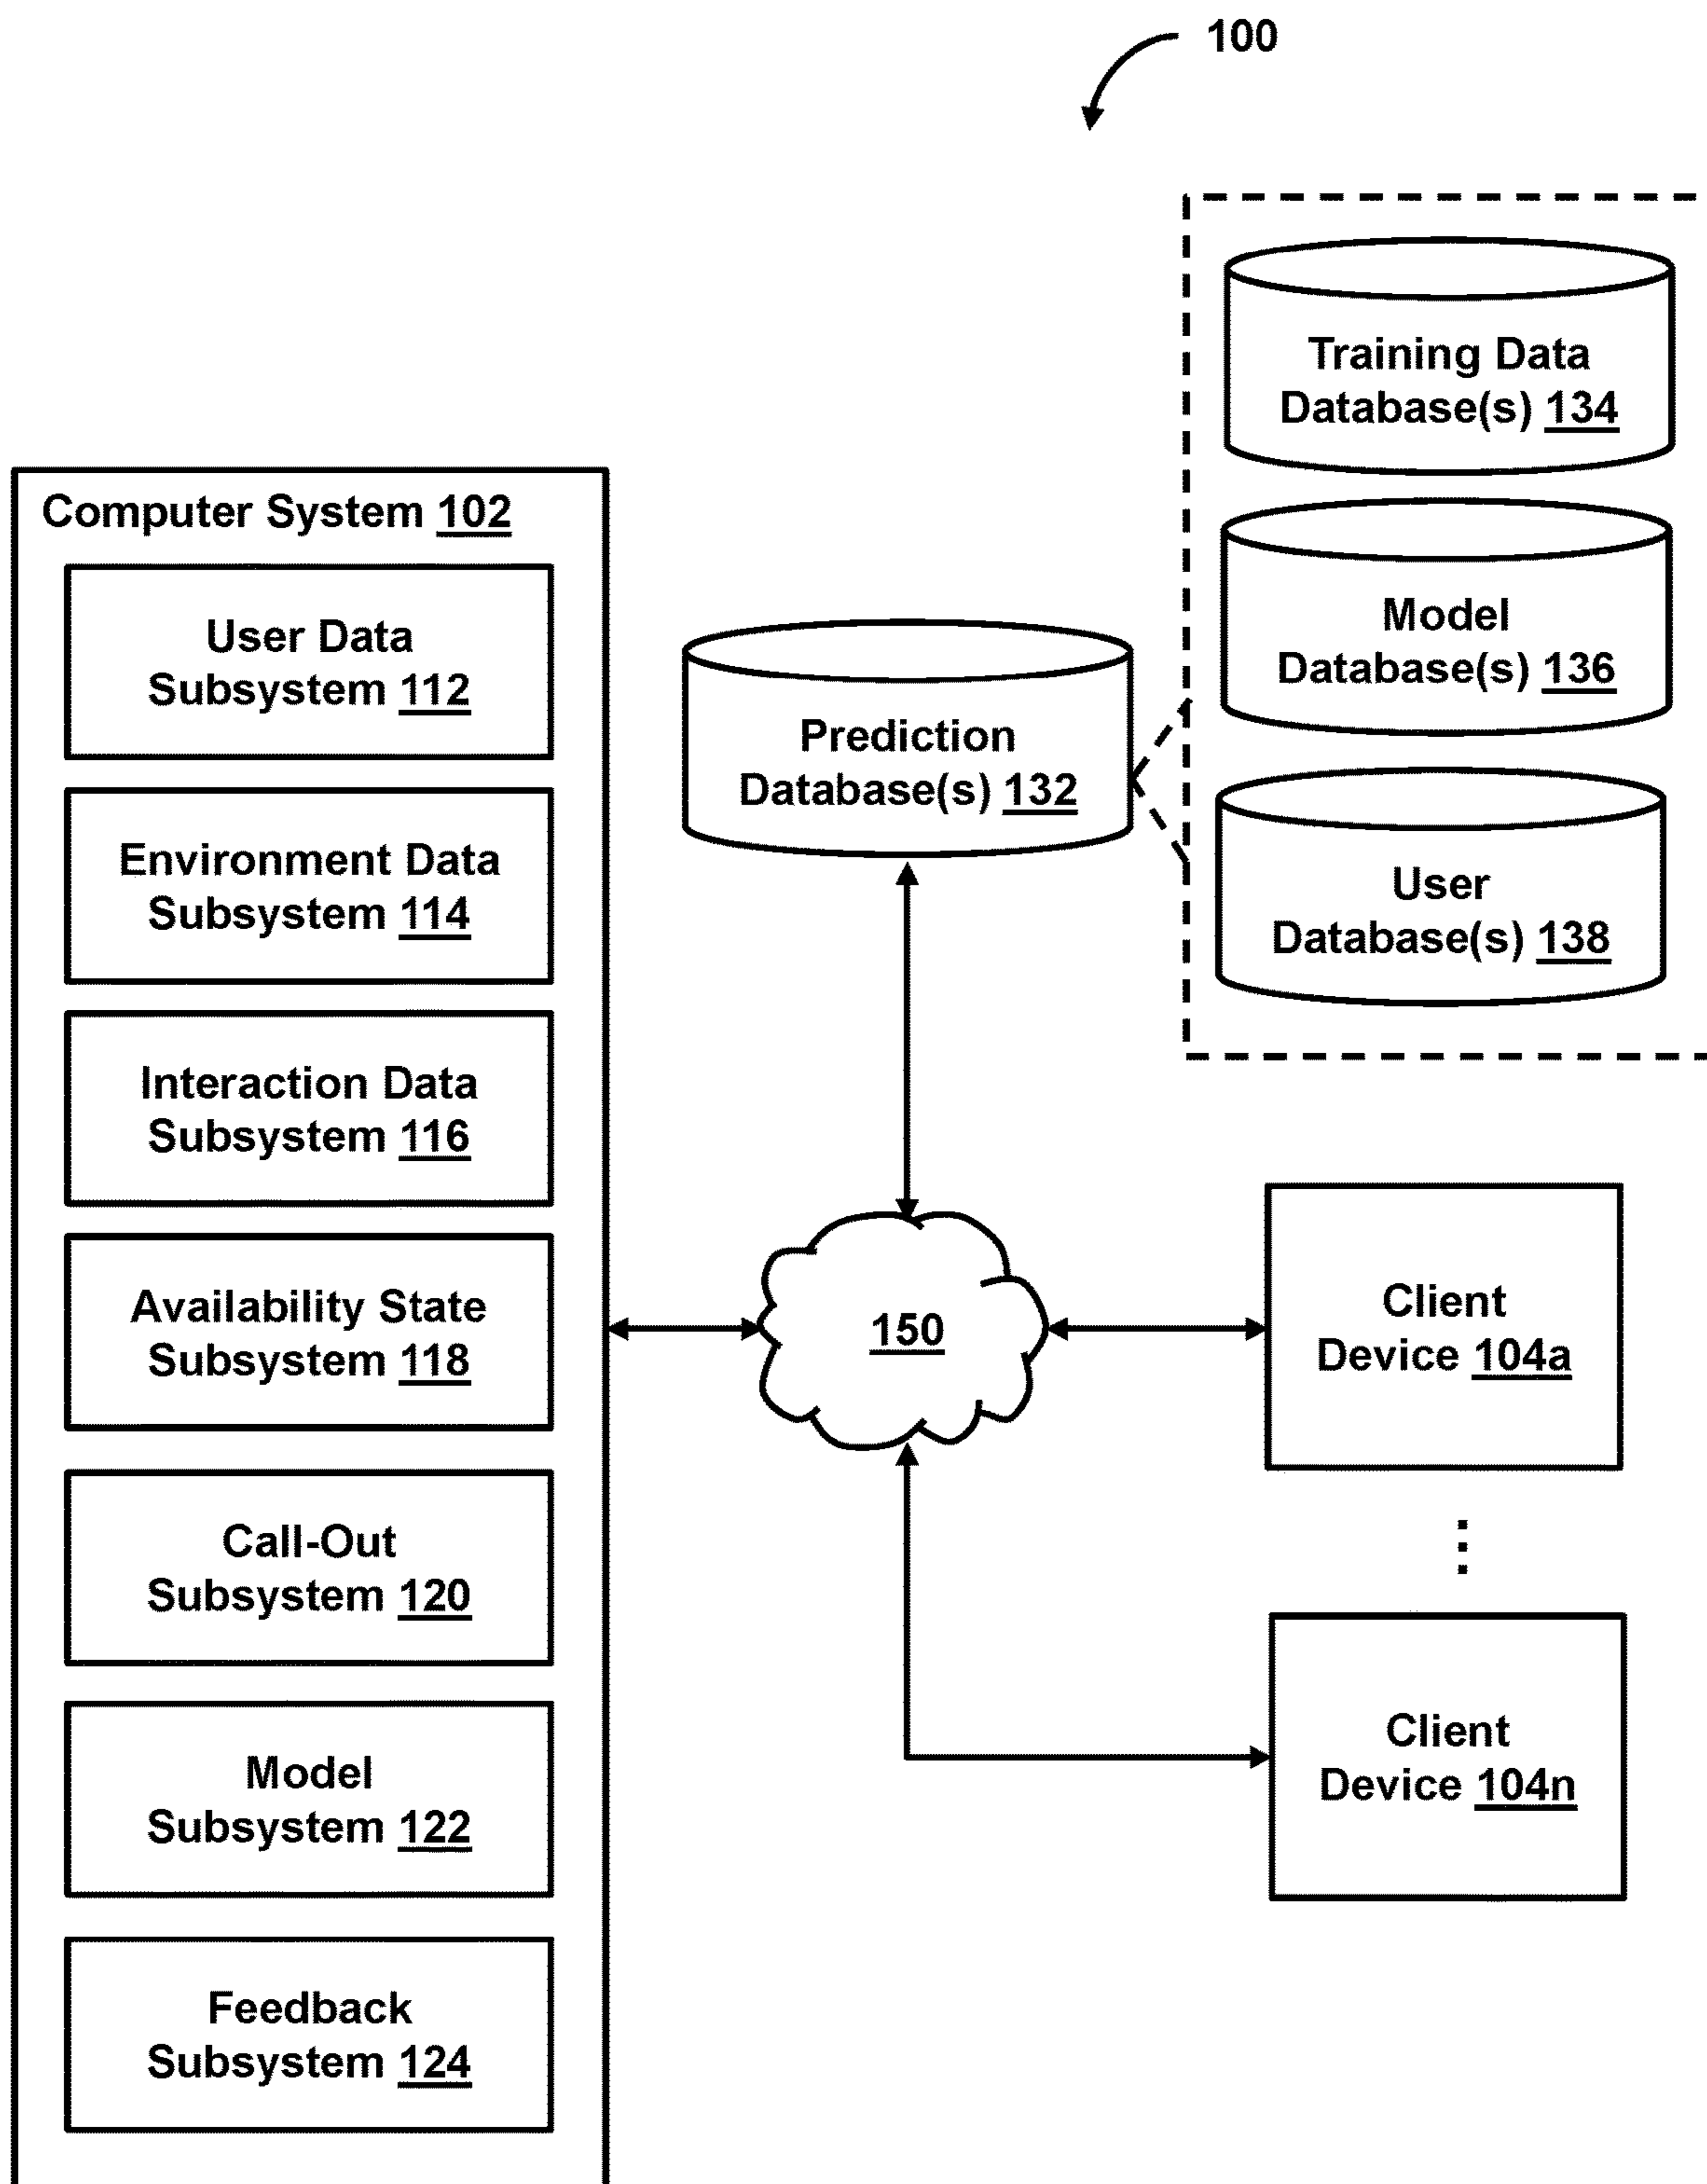 100
Training Data
Database(s) 134
Model
Database(s) 136
User
Database(s) 138
Prediction
Database(s) 132
Computer System 102
User Data
Subsystem 112
Environment Data
Subsystem 114
Interaction Data
Subsystem 116
Availability State
Subsystem 118
Call-Out
Subsystem 120
Model
Subsystem 122
Feedback
Subsystem 124
150
Client
Device 104a
Client
Device 104n